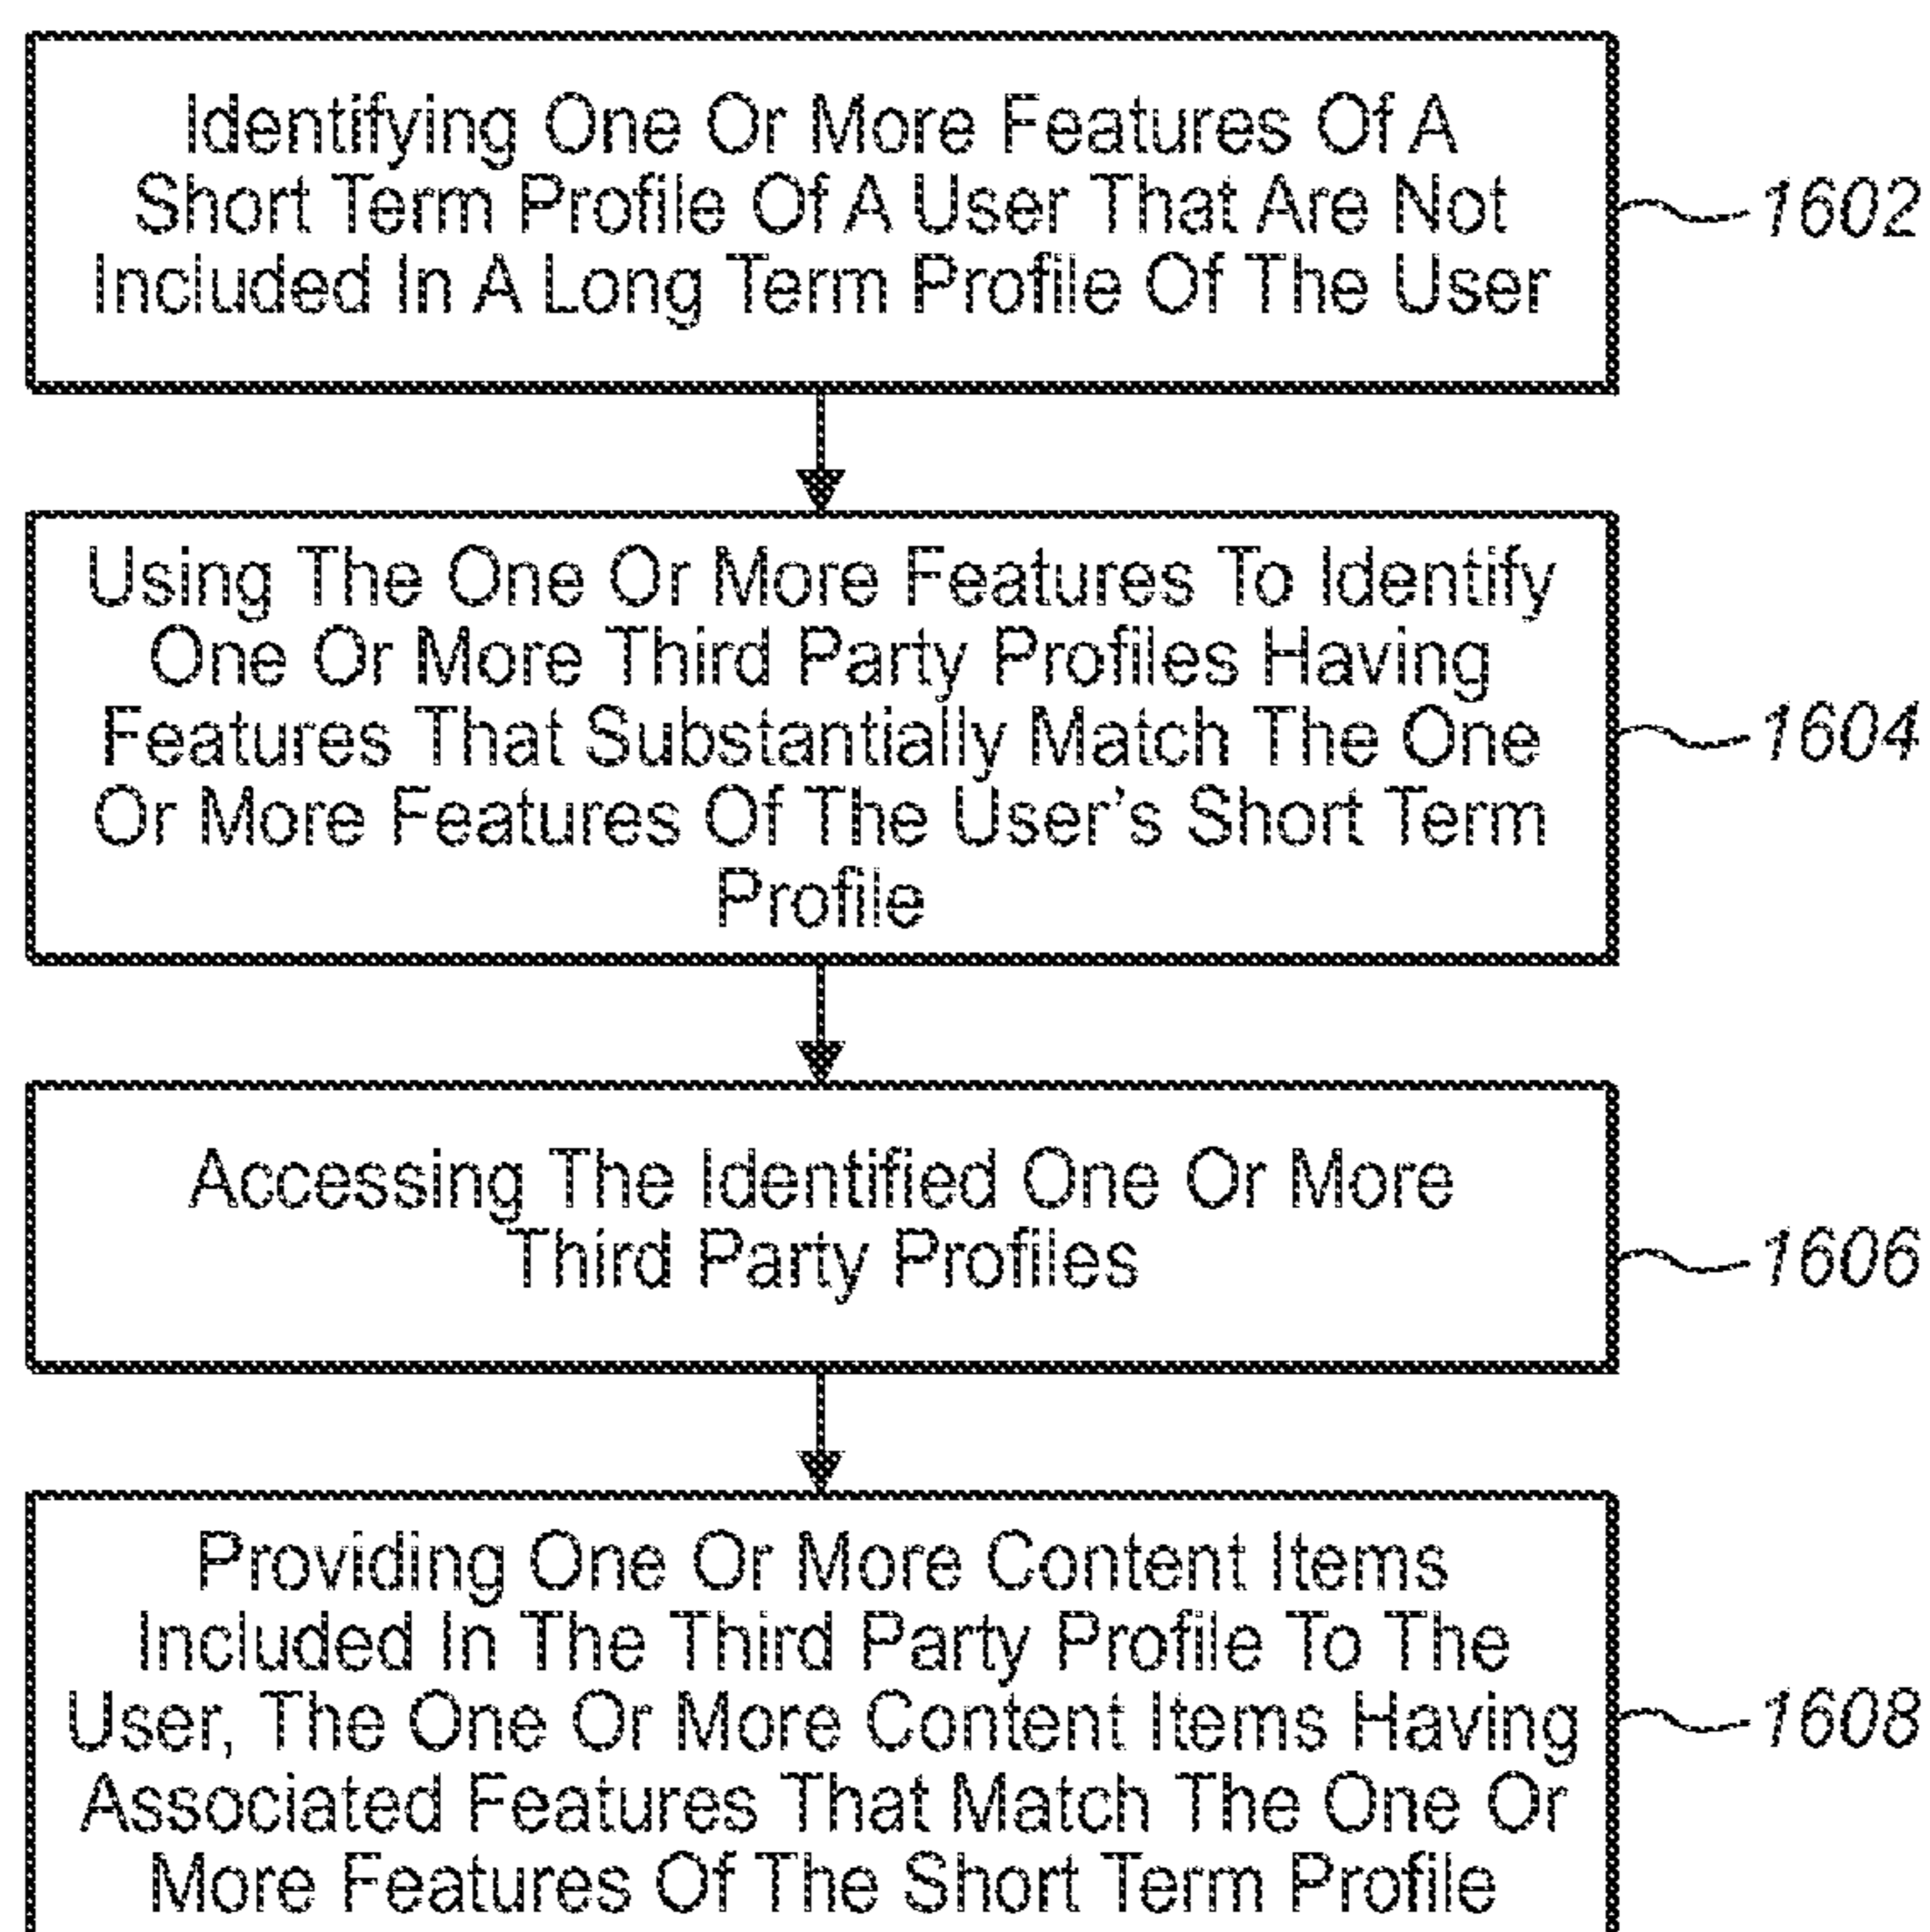 Identifying One Or More Features Of A
Short Term Profile Of A User That Are Not
Included In A Long Term Profile Of The User
1602
Using The One Or More Features To Identify
One Or More Third Party Profiles Having
Features That Substantially Match The One
Or More Features Of The User's Short Term
Profile
1604
Accessing The Identified One Or More
Third Party Profiles
1606
Providing One Or More Content Items
Included In The Third Party Profile To The
User, The One Or More Content Items Having
Associated Features That Match The One Or
More Features Of The Short Term Profile
1608